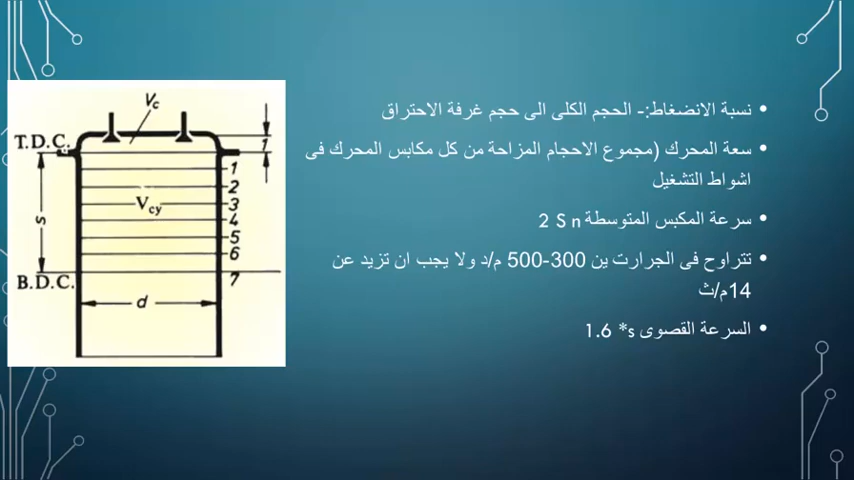 نسبة الانضغاط:- الحجم الكلى الى حجم غرفة الاحتراق
سعة المحرك (مجموع الاحجام المزاحة من كل مكابس المحرك فى
اشواط التشغيل
سرعة المكبس المتوسطة 2 S n
تتراوح فى الجرارت ين 300-500 م/د ولا يجب ان تزيد عن
14م/ث
السرعة القصوى 1.6 *s
Vc
T.D.C.
1
1
2
Vcy
3
4
s
5
6
B.D.C.
7
d